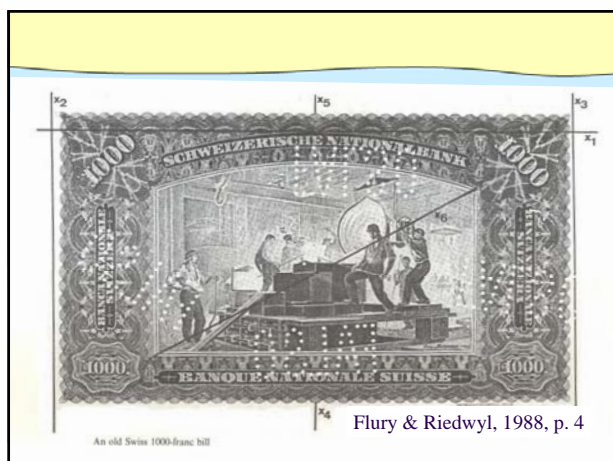 x2
x5
x3
x1
1000
SCHWEIZERISCHE NATIONALBANK
1000
x6
1000
BANQUE NATIONALE SUISSE
1000
x4
Flury & Riedwyl, 1988, p. 4
An old Swiss 1000-franc bill